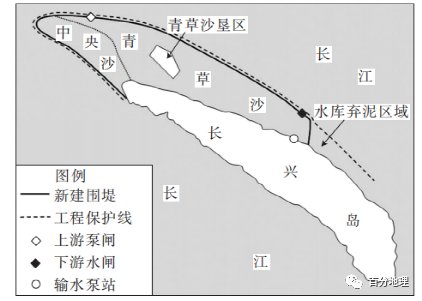 青草沙垦区
中央沙
青草沙
长江
水库弃泥区域
长兴岛
长江
图例
新建围堤
工程保护线
上游泵闸
下游水闸
输水泵站
百分地理